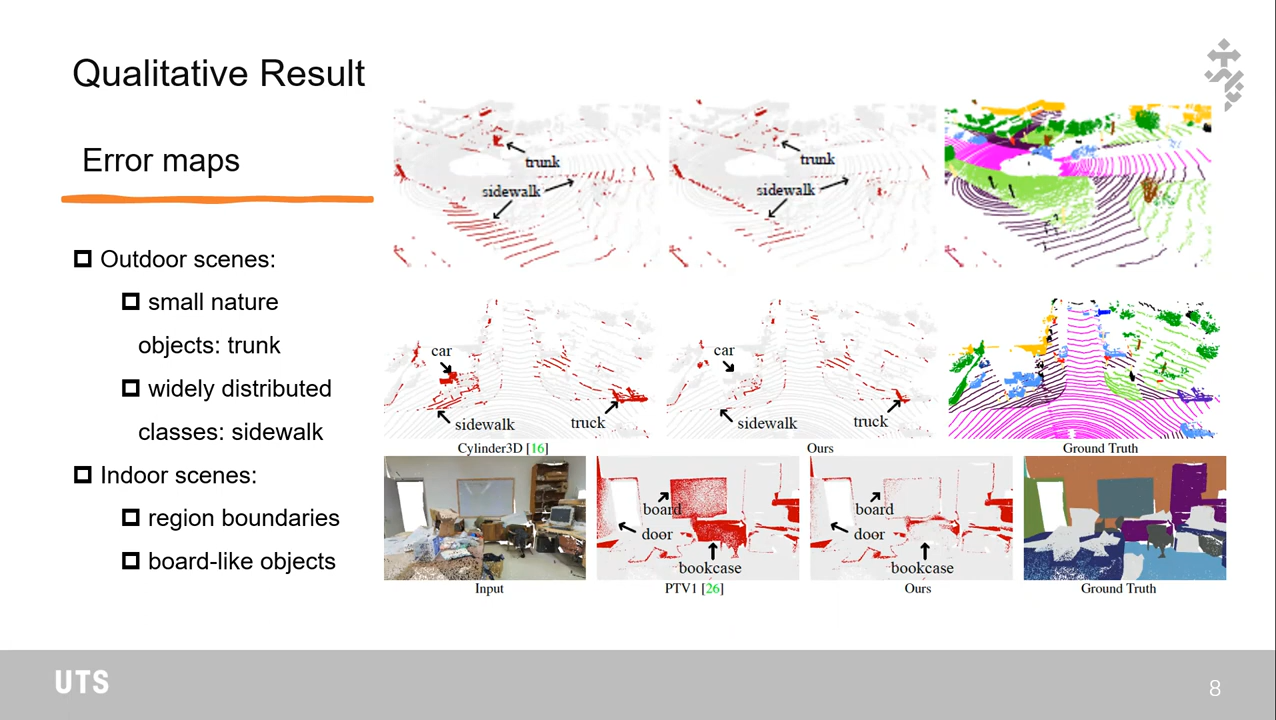 Qualitative Result
Error maps
Outdoor scenes:
small nature
objects: trunk
widely distributed
classes: sidewalk
Indoor scenes:
region boundaries
board-like objects
trunk
sidewalk
trunk
sidewalk
car
sidewalk
truck
car
sidewalk
truck
Cylinder3D [16]
Ours
Ground Truth
board
door
bookcase
board
door
bookcase
Input
PTV1 [26]
Ours
Ground Truth
UTS
8